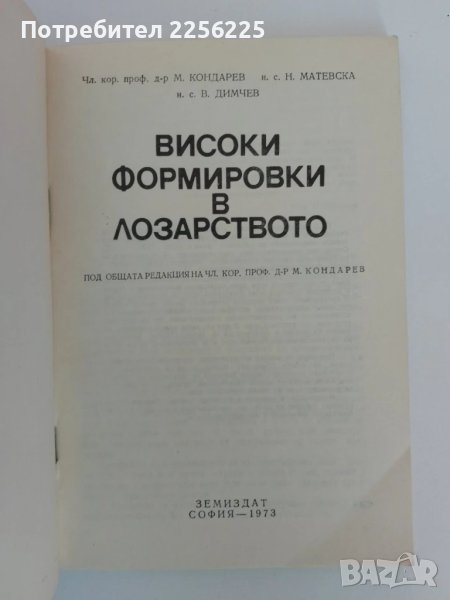 Потребител 2256225
Чл. кор. проф. д-р М. КОНДАРЕВ н. с. Н. МАТЕВСКА
н. с. В. ДИМЧЕВ
ВИСОКИ
ФОРМИРОВКИ
В
ЛОЗАРСТВОТО
ПОД ОБЩАТА РЕДАКЦИЯ НА ЧЛ. КОР. ПРОФ. Д-Р М. КОНДАРЕВ
ЗЕМИЗДАТ
СОФИЯ—1973
BAZAR